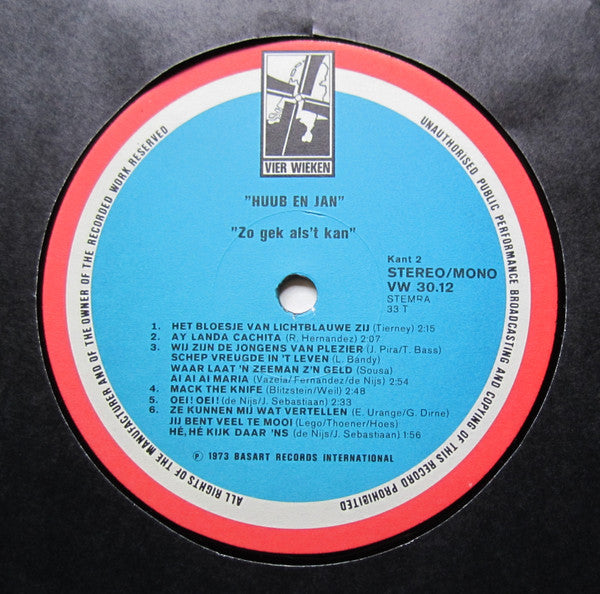 VIER WIEKEN
"HUUB EN JAN"
"Zo gek als't kan"
Kant 2
STEREO/MONO
VW 30.12
STEMRA
33 T
1. HET BLOESJE VAN LICHTBLAUWE ZIJ (Tierney) 2:15
2. AY LANDA CACHITA (R. Hernandez) 2:07
3. WIJ ZIJN DE JONGENS VAN PLEZIER (J. Pira/T. Bass)
SCHEP VREUGDE IN 'T LEVEN (L. Bándy)
WAAR LAAT 'N ZEEMAN Z'N GELD (Sousa)
AI AI AI MARIA (Vazeia/Fernandez/de Nijs) 2:54
4. MACK THE KNIFE (Blitzstein/Weil) 2:48
5. OEI! OEI! (de Nijs/J. Sebastiaan) 2:33
6. ZE KUNNEN MIJ WAT VERTELLEN (E. Urange/G. Dirne)
JIJ BENT VEEL TE MOOI (Lego/Thoener/Hoes)
HÉ, HÉ KIJK DAAR 'NS (de Nijs/J. Sebastiaan) 1:56
℗ 1973 BASART RECORDS INTERNATIONAL
ALL RIGHTS OF THE MANUFACTURER AND OF THE OWNER OF THE RECORDED WORK RESERVED
UNAUTHORISED PUBLIC PERFORMANCE BROADCASTING AND COPYING OF THIS RECORD PROHIBITED